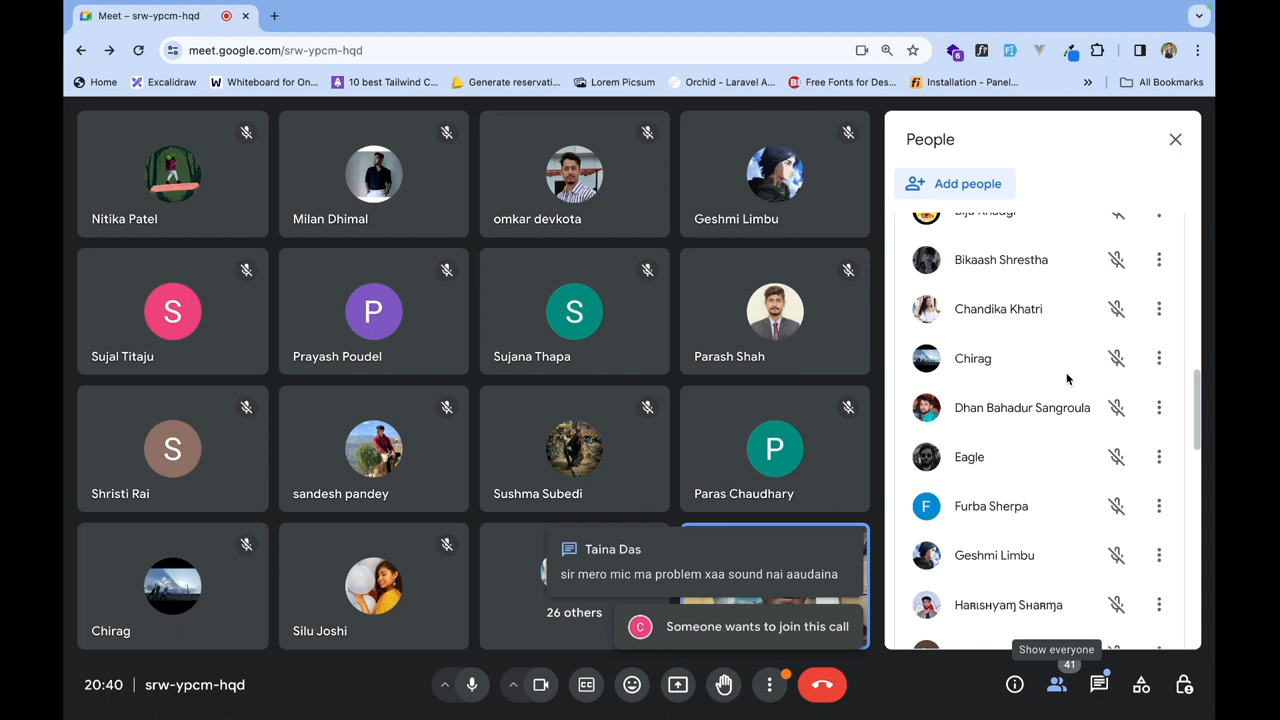 Meet – srw-ypcm-hqd
meet.google.com/srw-ypcm-hqd
6
Home
Excalidraw
Whiteboard for On...
10 best Tailwind C...
Generate reservati...
Lorem Picsum
Orchid - Laravel A...
Free Fonts for Des...
Installation - Panel...
»
All Bookmarks
Nitika Patel
Milan Dhimal
omkar devkota
Geshmi Limbu
S
Sujal Titaju
P
Prayash Poudel
S
Sujana Thapa
Parash Shah
S
Shristi Rai
sandesh pandey
Sushma Subedi
P
Paras Chaudhary
Chirag
Silu Joshi
26 others
Taina Das
sir mero mic ma problem xaa sound nai aaudaina
C
Someone wants to join this call
People
Add people
Bikaash Shrestha
Chandika Khatri
Chirag
Dhan Bahadur Sangroula
Eagle
F
Furba Sherpa
Geshmi Limbu
Hᴀʀιsнყᴀɱ Sнᴀʀɱᴀ
Show everyone
41
20:40
srw-ypcm-hqd